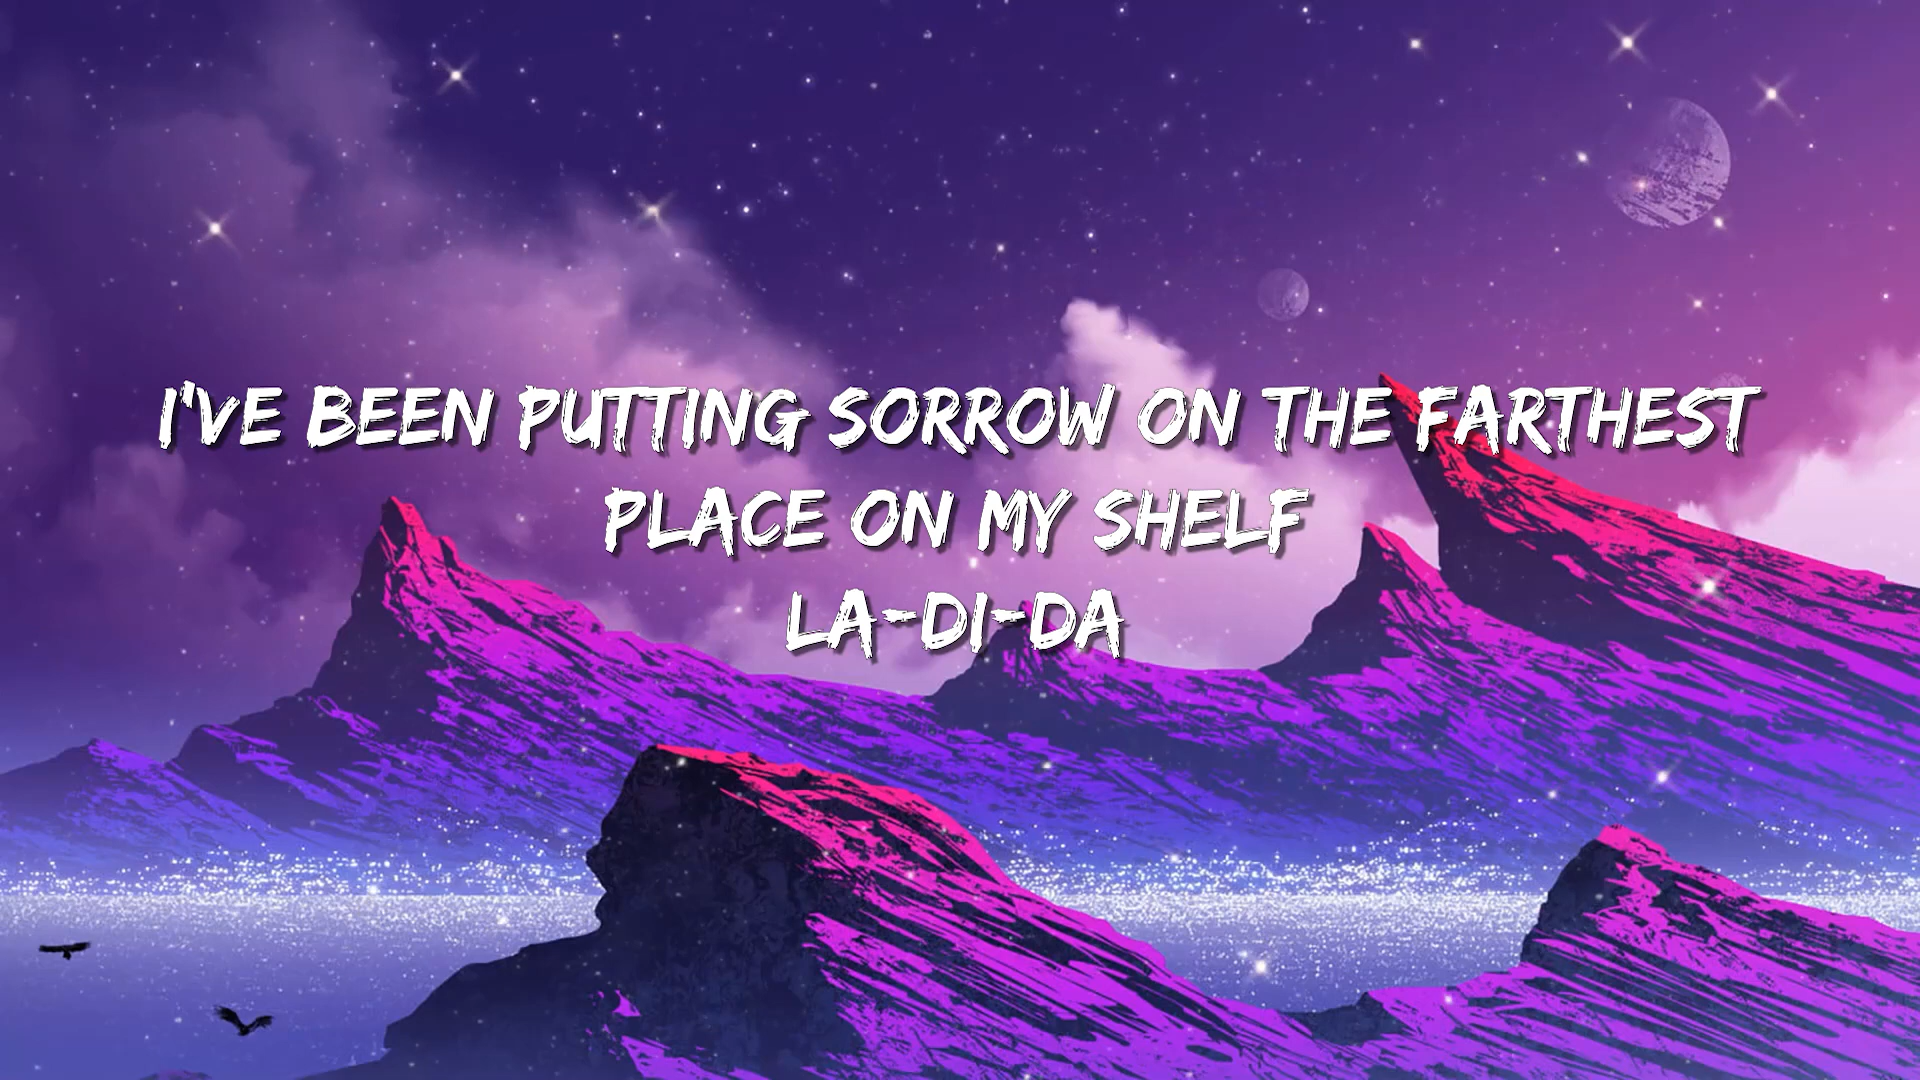 I'VE BEEN PUTTING SORROW ON THE FARTHEST
PLACE ON MY SHELF
LA-DI-DA